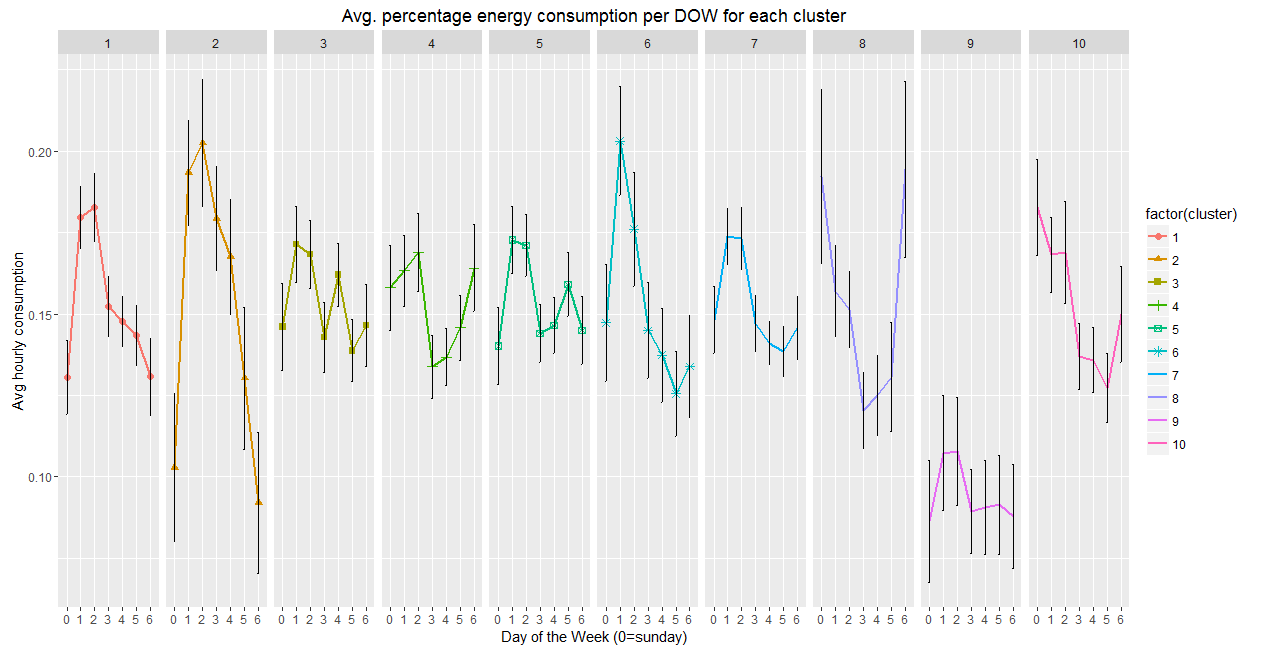 Avg. percentage energy consumption per DOW for each cluster
1 2 3 4 5 6 7 8 9 10
Avg hourly consumption
0.20
0.15
0.10
0 1 2 3 4 5 6 0 1 2 3 4 5 6 0 1 2 3 4 5 6 0 1 2 3 4 5 6 0 1 2 3 4 5 6 0 1 2 3 4 5 6 0 1 2 3 4 5 6 0 1 2 3 4 5 6 0 1 2 3 4 5 6 0 1 2 3 4 5 6
Day of the Week (0=sunday)
factor(cluster)
1
2
3
4
5
6
7
8
9
10